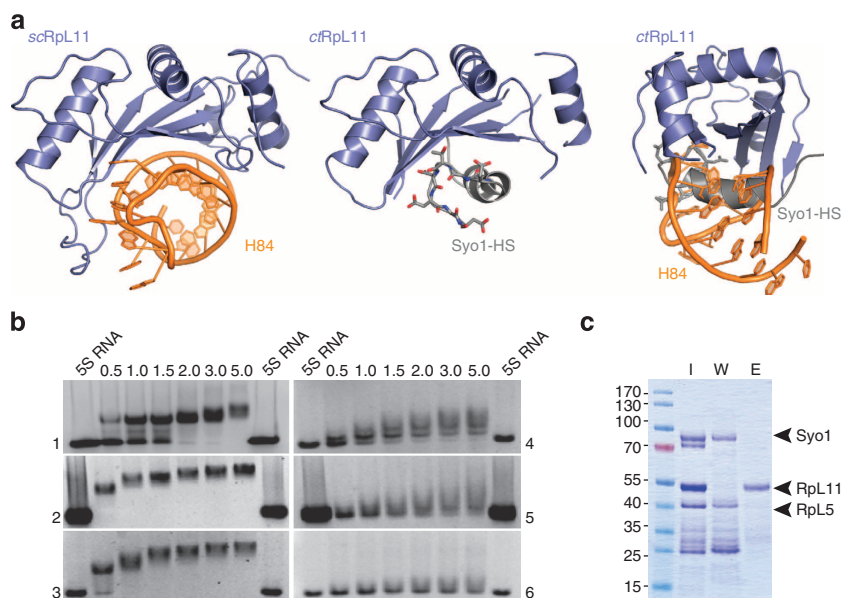 a
scRpL11
ctRpL11
ctRpL11
H84
Syo1-HS
Syo1-HS
H84
b
5S RNA 0.5 1.0 1.5 2.0 3.0 5.0 5S RNA
5S RNA 0.5 1.0 1.5 2.0 3.0 5.0 5S RNA
1
4
2
5
3
6
c
I W E
170
130
100
70
55
40
35
25
15
Syo1
RpL11
RpL5